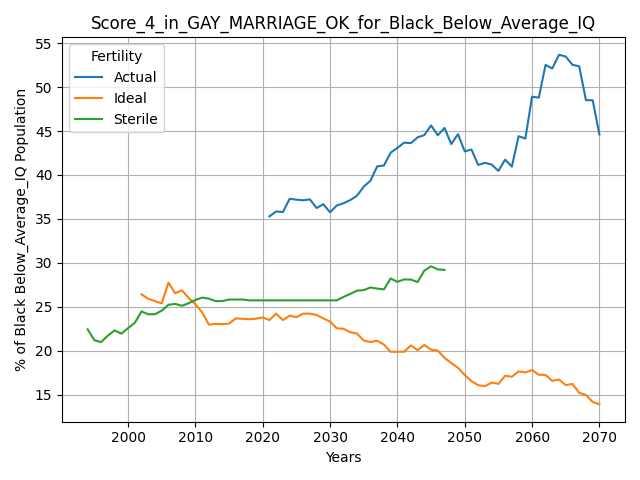 Score_4_in_GAY_MARRIAGE_OK_for_Black_Below_Average_IQ
% of Black Below_Average_IQ Population
55
50
45
40
35
30
25
20
15
Fertility
Actual
Ideal
Sterile
2000 2010 2020 2030 2040 2050 2060 2070
Years